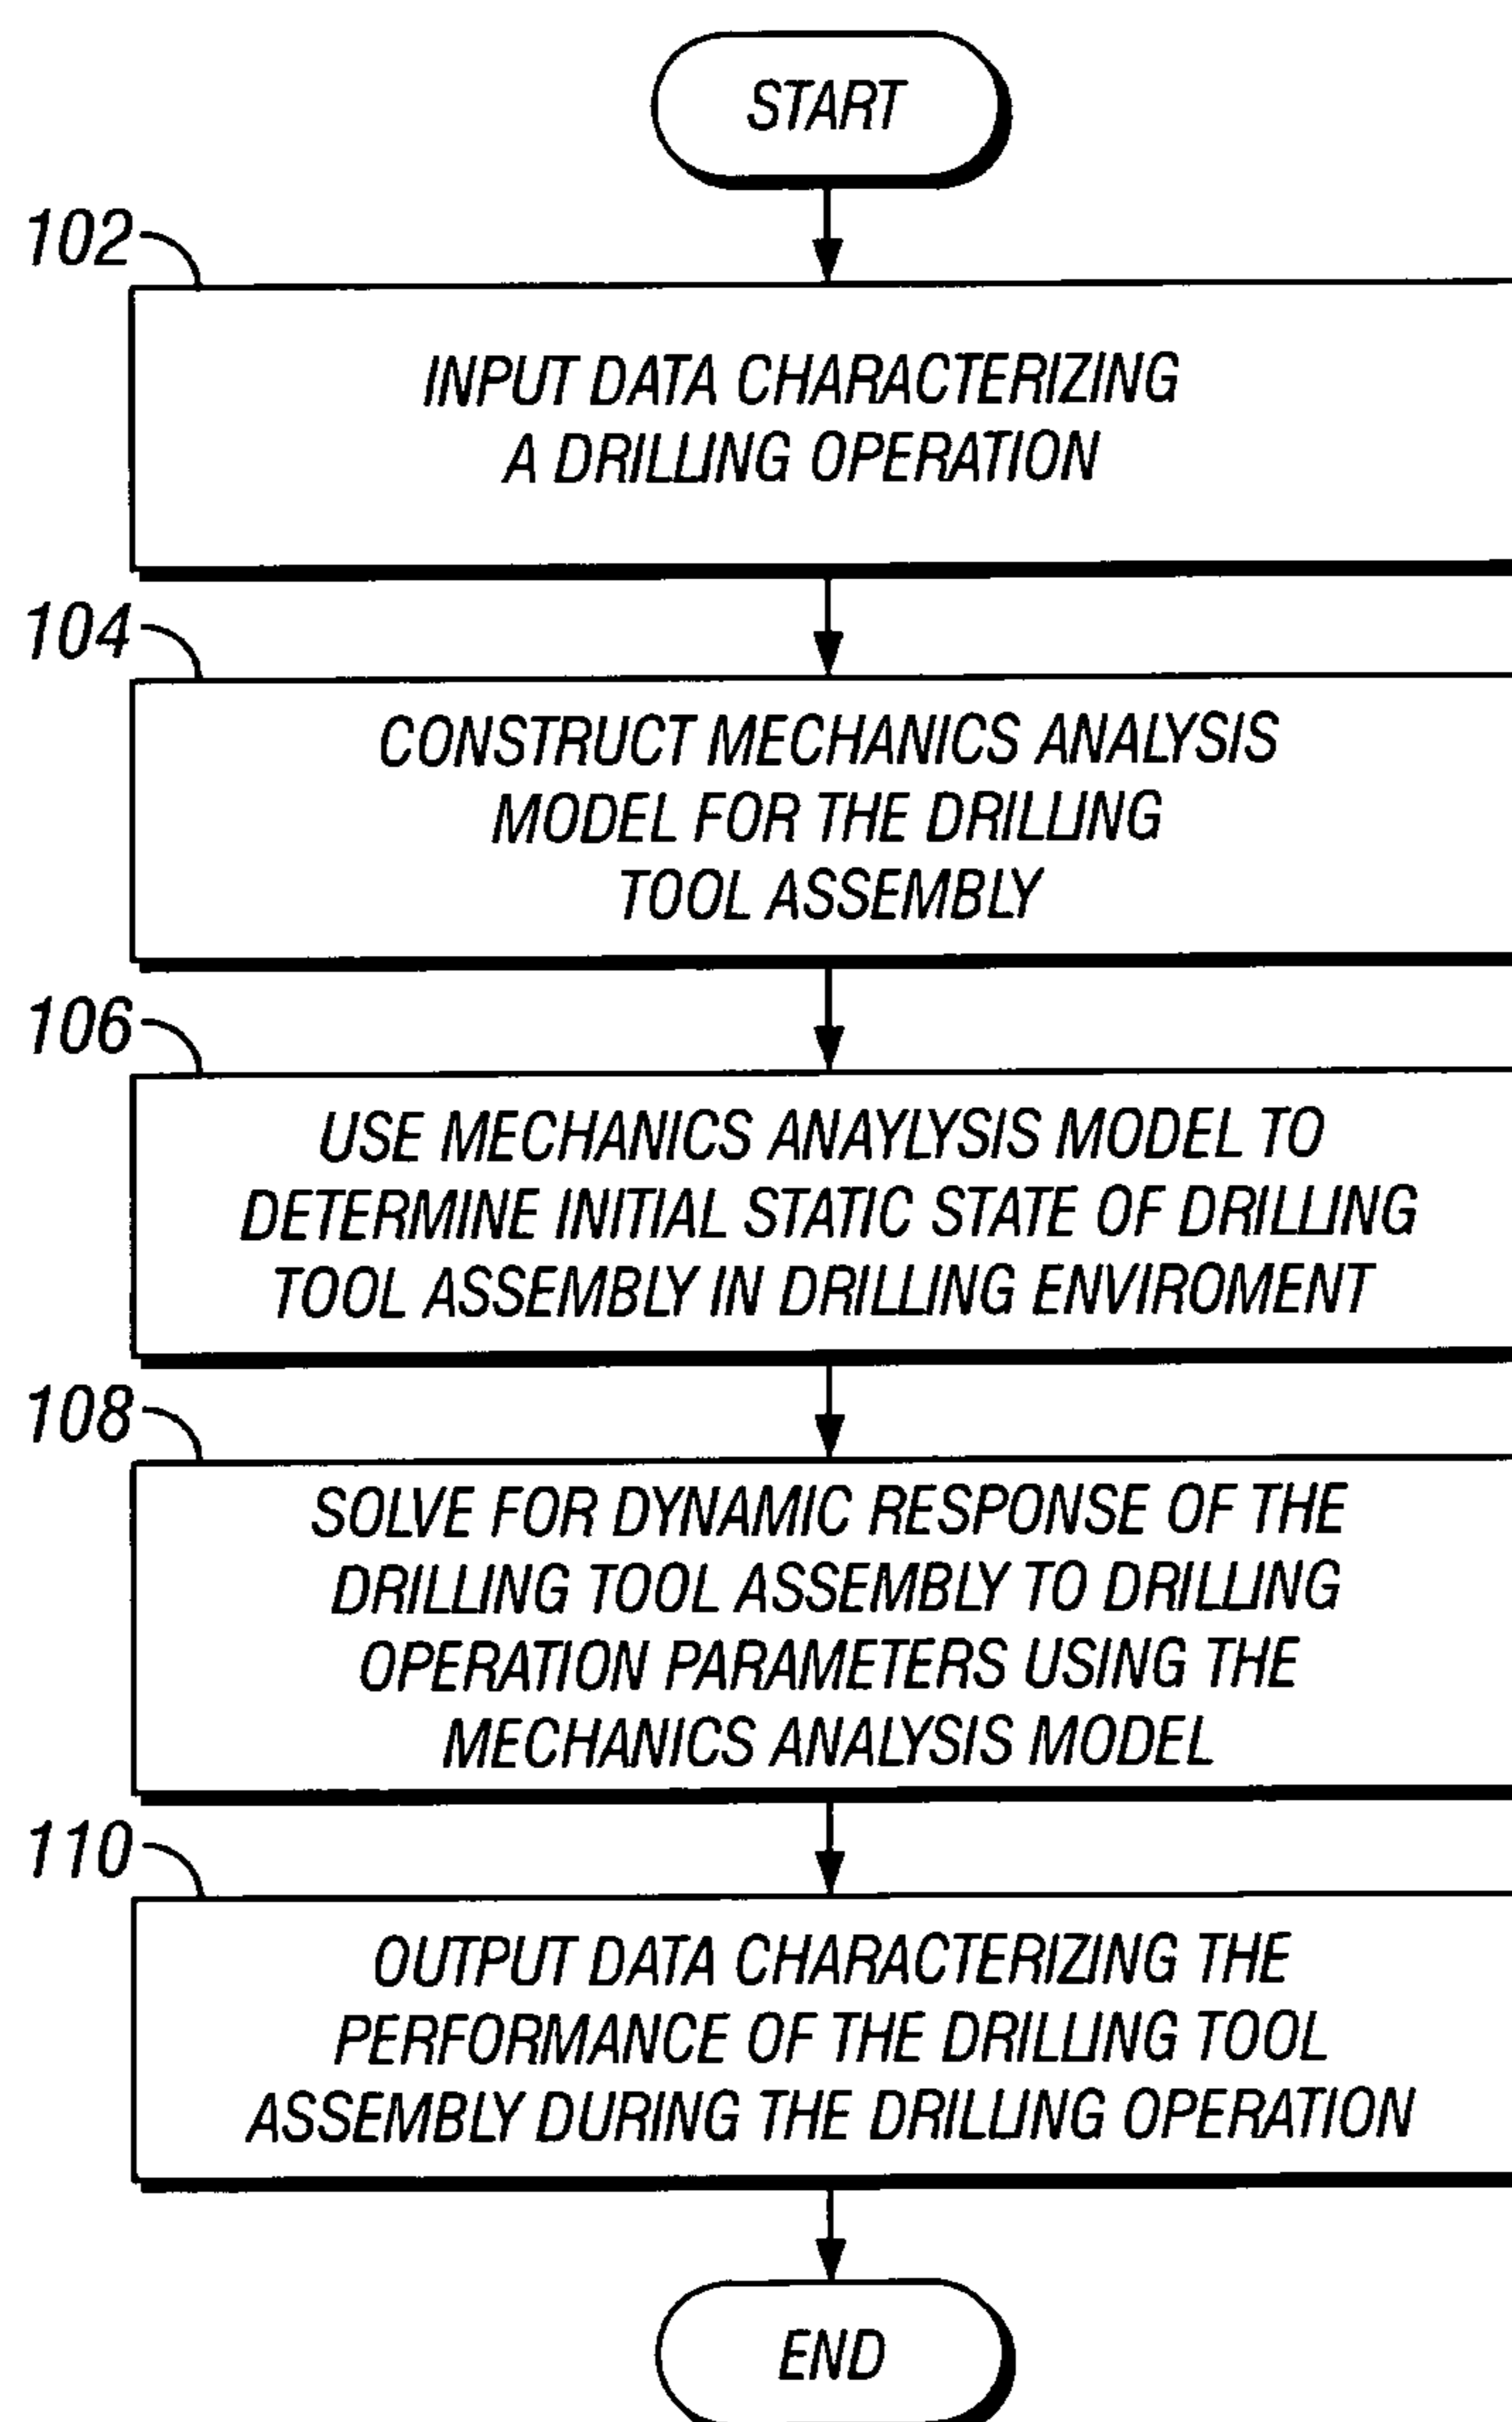 START
102
INPUT DATA CHARACTERIZING
A DRILLING OPERATION
104
CONSTRUCT MECHANICS ANALYSIS
MODEL FOR THE DRILLING
TOOL ASSEMBLY
106
USE MECHANICS ANAYLYSIS MODEL TO
DETERMINE INITIAL STATIC STATE OF DRILLING
TOOL ASSEMBLY IN DRILLING ENVIROMENT
108
SOLVE FOR DYNAMIC RESPONSE OF THE
DRILLING TOOL ASSEMBLY TO DRILLING
OPERATION PARAMETERS USING THE
MECHANICS ANALYSIS MODEL
110
OUTPUT DATA CHARACTERIZING THE
PERFORMANCE OF THE DRILLING TOOL
ASSEMBLY DURING THE DRILLING OPERATION
END